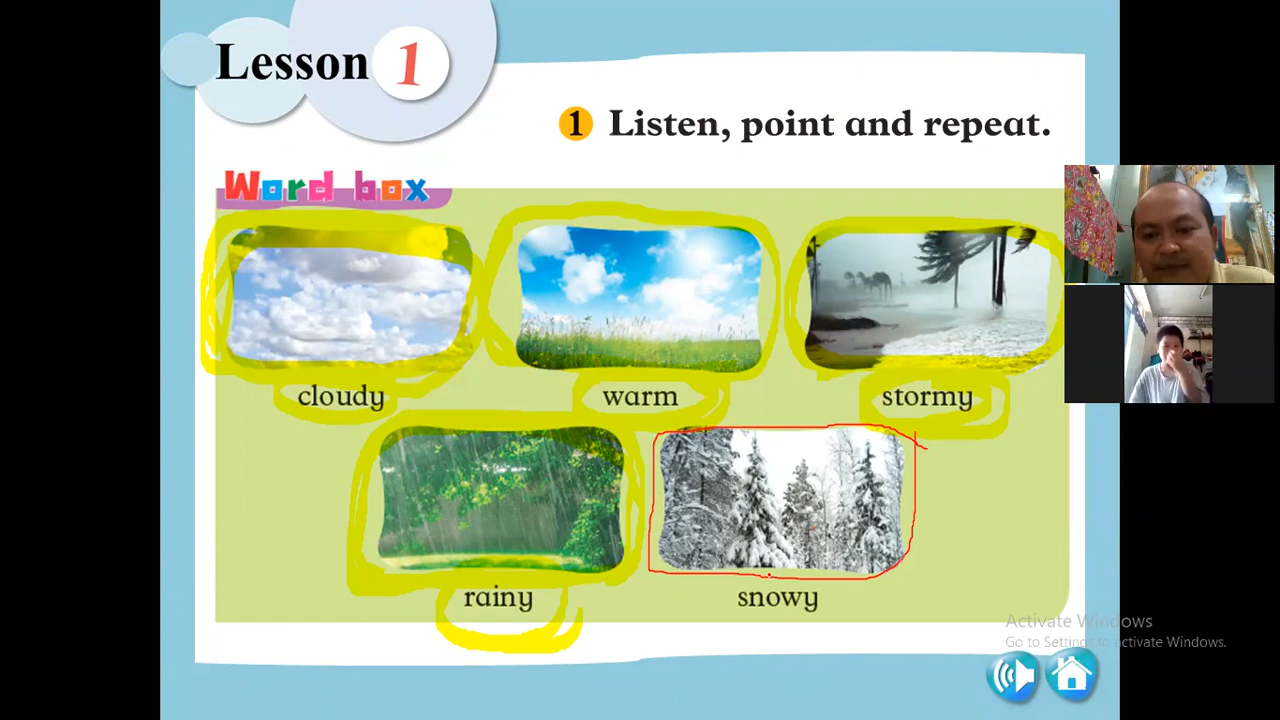 Lesson 1
1 Listen, point and repeat.
Word box
cloudy
warm
stormy
rainy
snowy
Activate Windows
Go to Settings to activate Windows.